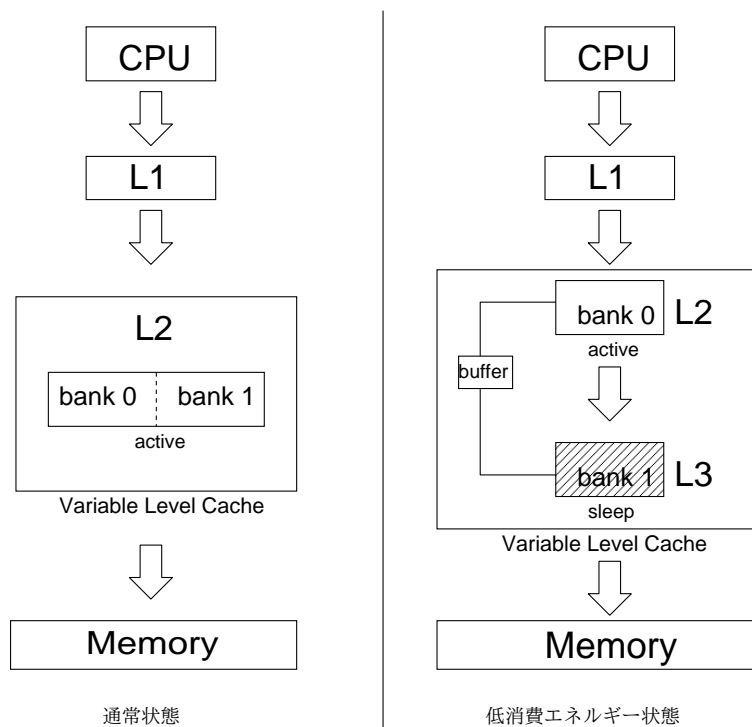 CPU
L1
L2
bank 0
bank 1
active
Variable Level Cache
Memory
通常状態
CPU
L1
bank 0
L2
active
buffer
bank 1
L3
sleep
Variable Level Cache
Memory
低消費エネルギー状態